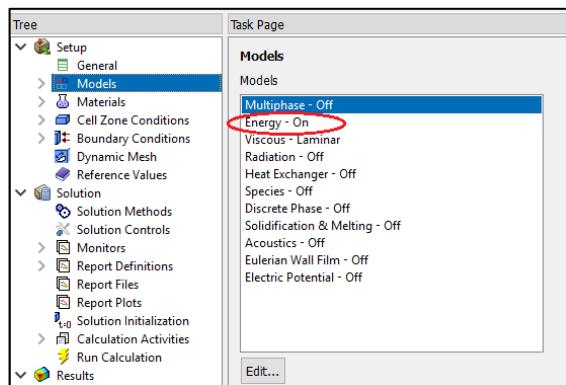 Tree
Setup
General
Models
Materials
Cell Zone Conditions
Boundary Conditions
Dynamic Mesh
Reference Values
Solution
Solution Methods
Solution Controls
Monitors
Report Definitions
Report Files
Report Plots
t=0 Solution Initialization
Calculation Activities
Run Calculation
Results
Task Page
Models
Models
Multiphase - Off
Energy - On
Viscous - Laminar
Radiation - Off
Heat Exchanger - Off
Species - Off
Discrete Phase - Off
Solidification & Melting - Off
Acoustics - Off
Eulerian Wall Film - Off
Electric Potential - Off
Edit...